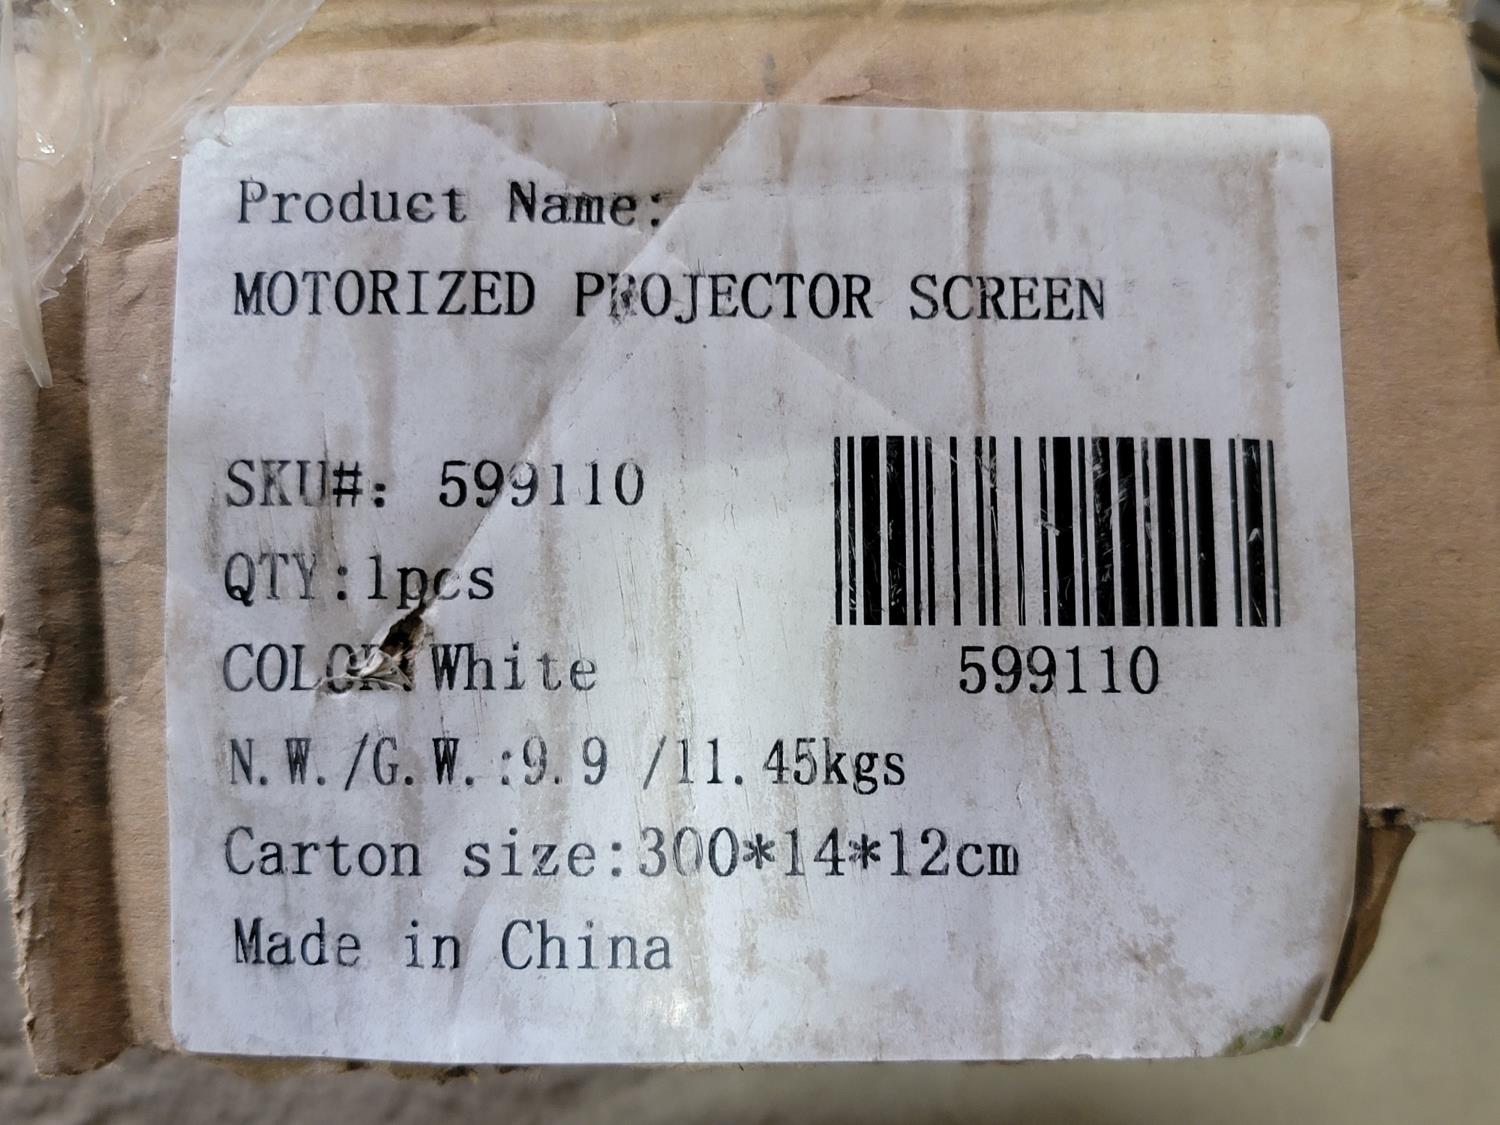 Product Name:
MOTORIZED PROJECTOR SCREEN
SKU#: 599110
QTY:1pcs
COLOR:White
599110
N.W./G.W.:9.9 /11.45kgs
Carton size:300*14*12cm
Made in China